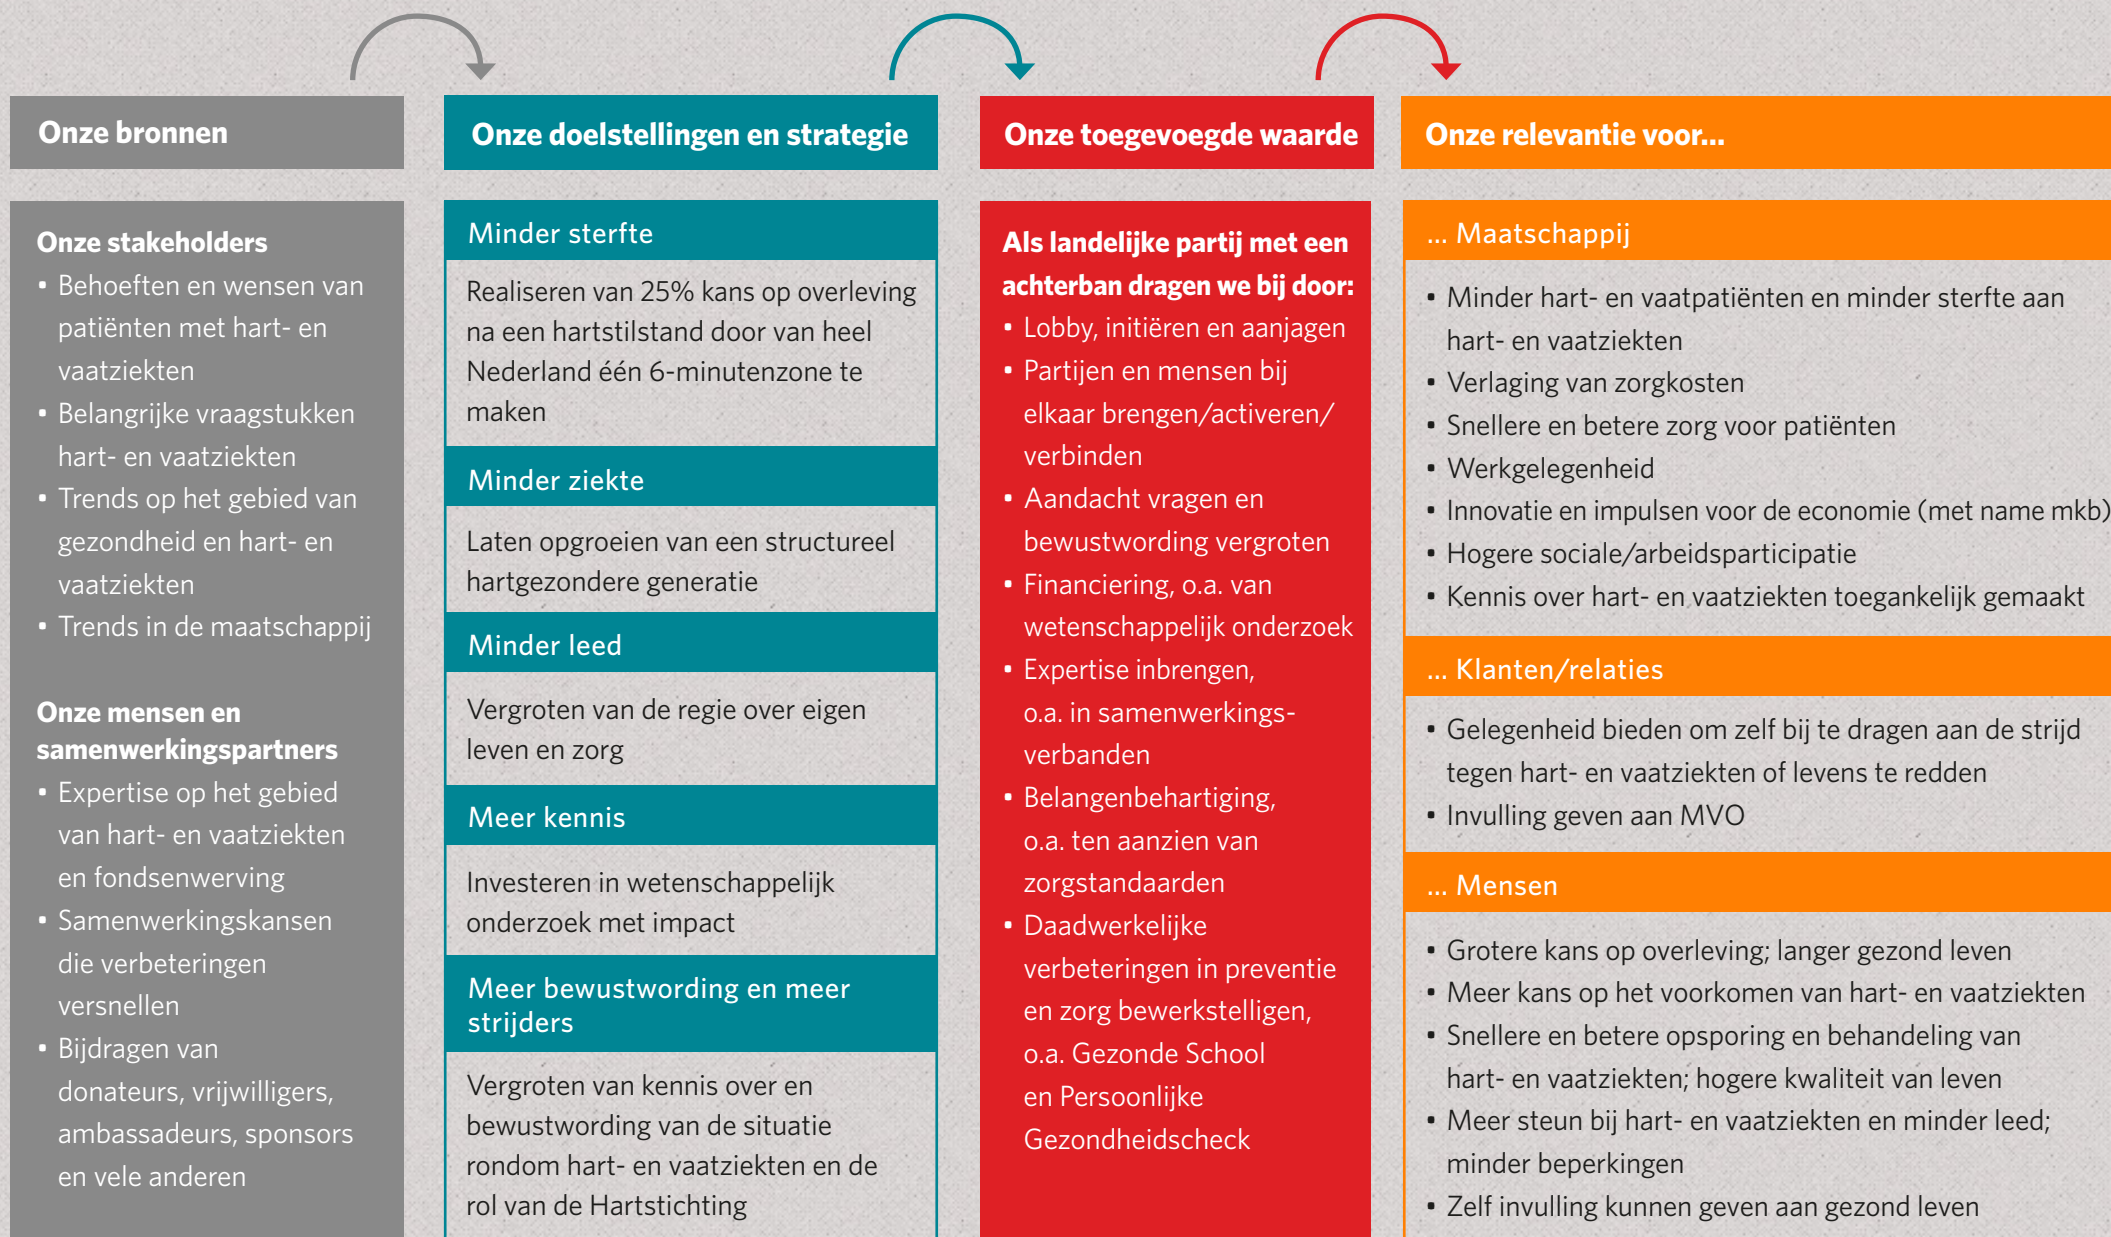 Onze bronnen
Onze stakeholders
• Behoeften en wensen van
patiënten met hart- en
vaatziekten
• Belangrijke vraagstukken
hart- en vaatziekten
• Trends op het gebied van
gezondheid en hart- en
vaatziekten
• Trends in de maatschappij
Onze mensen en
samenwerkingspartners
• Expertise op het gebied
van hart- en vaatziekten
en fondsenwerving
• Samenwerkingskansen
die verbeteringen
versnellen
• Bijdragen van
donateurs, vrijwilligers,
ambassadeurs, sponsors
en vele anderen
Onze doelstellingen en strategie
Minder sterfte
Realiseren van 25% kans op overleving
na een hartstilstand door van heel
Nederland één 6-minutenzone te
maken
Minder ziekte
Laten opgroeien van een structureel
hartgezondere generatie
Minder leed
Vergroten van de regie over eigen
leven en zorg
Meer kennis
Investeren in wetenschappelijk
onderzoek met impact
Meer bewustwording en meer
strijders
Vergroten van kennis over en
bewustwording van de situatie
rondom hart- en vaatziekten en de
rol van de Hartstichting
Onze toegevoegde waarde
Als landelijke partij met een
achterban dragen we bij door:
• Lobby, initiëren en aanjagen
• Partijen en mensen bij
elkaar brengen/activeren/
verbinden
• Aandacht vragen en
bewustwording vergroten
• Financiering, o.a. van
wetenschappelijk onderzoek
• Expertise inbrengen,
o.a. in samenwerkings-
verbanden
• Belangenbehartiging,
o.a. ten aanzien van
zorgstandaarden
• Daadwerkelijke
verbeteringen in preventie
en zorg bewerkstelligen,
o.a. Gezonde School
en Persoonlijke
Gezondheidscheck
Onze relevantie voor...
... Maatschappij
• Minder hart- en vaatpatiënten en minder sterfte aan
hart- en vaatziekten
• Verlaging van zorgkosten
• Snellere en betere zorg voor patiënten
• Werkgelegenheid
• Innovatie en impulsen voor de economie (met name mkb)
• Hogere sociale/arbeidsparticipatie
• Kennis over hart- en vaatziekten toegankelijk gemaakt
... Klanten/relaties
• Gelegenheid bieden om zelf bij te dragen aan de strijd
tegen hart- en vaatziekten of levens te redden
• Invulling geven aan MVO
... Mensen
• Grotere kans op overleving; langer gezond leven
• Meer kans op het voorkomen van hart- en vaatziekten
• Snellere en betere opsporing en behandeling van
hart- en vaatziekten; hogere kwaliteit van leven
• Meer steun bij hart- en vaatziekten en minder leed;
minder beperkingen
• Zelf invulling kunnen geven aan gezond leven